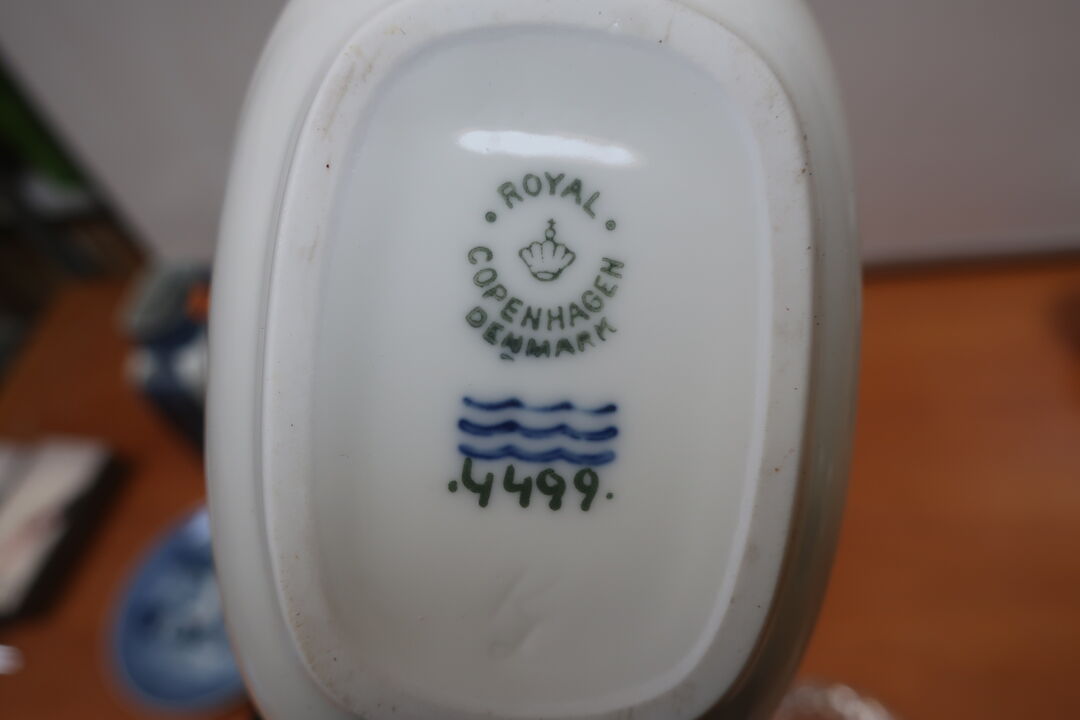 · ROYAL ·
COPENHAGEN
DENMARK
.4499.